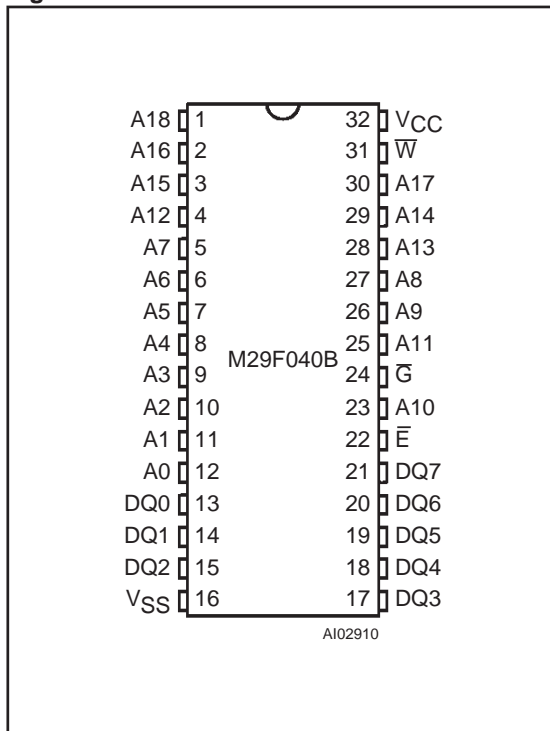 A18 1 32 VCC
A16 2 31 W̅
A15 3 30 A17
A12 4 29 A14
A7 5 28 A13
A6 6 27 A8
A5 7 26 A9
A4 8 25 A11
M29F040B
A3 9 24 G̅
A2 10 23 A10
A1 11 22 E̅
A0 12 21 DQ7
DQ0 13 20 DQ6
DQ1 14 19 DQ5
DQ2 15 18 DQ4
VSS 16 17 DQ3
AI02910